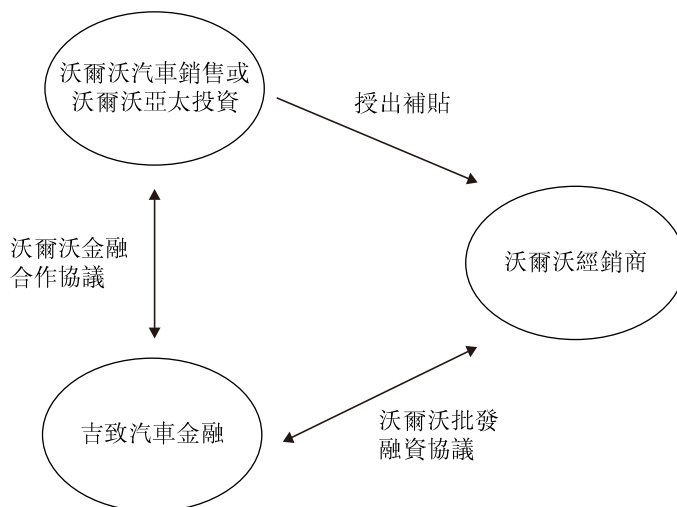 沃爾沃汽車銷售或
沃爾沃亞太投資
授出補貼
沃爾沃金融
合作協議
沃爾沃經銷商
吉致汽車金融
沃爾沃批發
融資協議